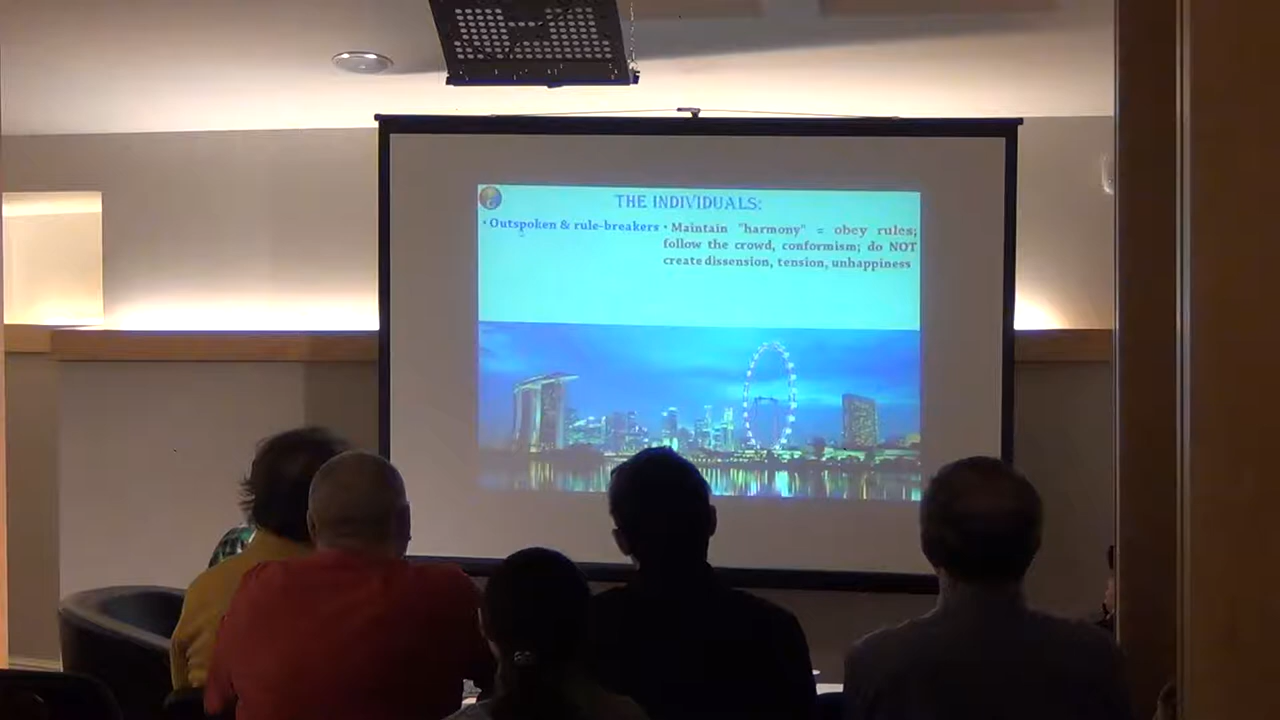 THE INDIVIDUALS:
• Outspoken & rule-breakers
• Maintain "harmony" = obey rules;
follow the crowd, conformism; do NOT
create dissension, tension, unhappiness